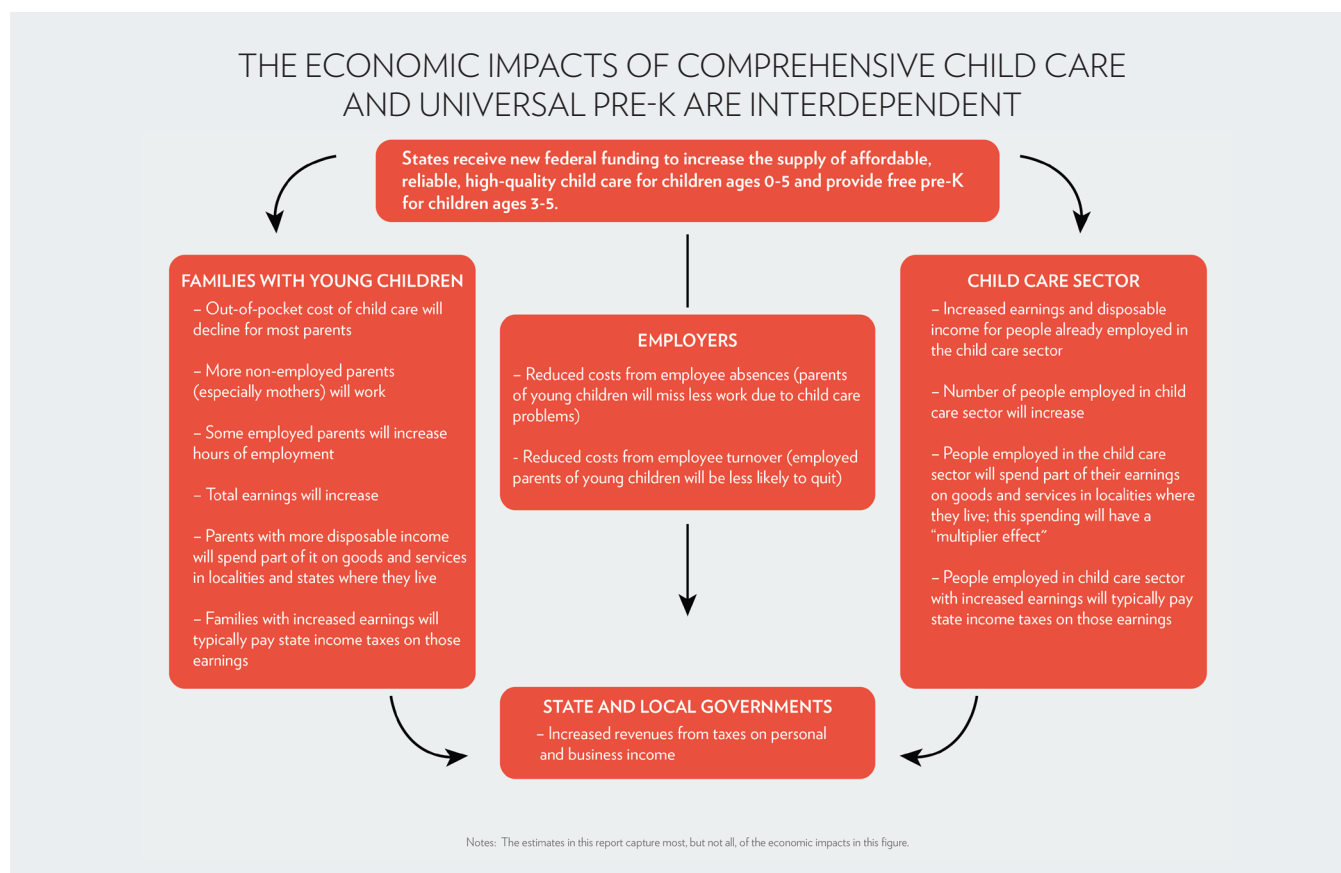 THE ECONOMIC IMPACTS OF COMPREHENSIVE CHILD CARE
AND UNIVERSAL PRE-K ARE INTERDEPENDENT
States receive new federal funding to increase the supply of affordable,
reliable, high-quality child care for children ages 0-5 and provide free pre-K
for children ages 3-5.
FAMILIES WITH YOUNG CHILDREN
– Out-of-pocket cost of child care will
decline for most parents
– More non-employed parents
(especially mothers) will work
– Some employed parents will increase
hours of employment
– Total earnings will increase
– Parents with more disposable income
will spend part of it on goods and services
in localities and states where they live
– Families with increased earnings will
typically pay state income taxes on those
earnings
EMPLOYERS
– Reduced costs from employee absences (parents
of young children will miss less work due to child care
problems)
- Reduced costs from employee turnover (employed
parents of young children will be less likely to quit)
CHILD CARE SECTOR
– Increased earnings and disposable
income for people already employed in
the child care sector
– Number of people employed in child
care sector will increase
– People employed in the child care
sector will spend part of their earnings
on goods and services in localities where
they live; this spending will have a
“multiplier effect”
– People employed in child care sector
with increased earnings will typically pay
state income taxes on those earnings
STATE AND LOCAL GOVERNMENTS
– Increased revenues from taxes on personal
and business income
Notes: The estimates in this report capture most, but not all, of the economic impacts in this figure.